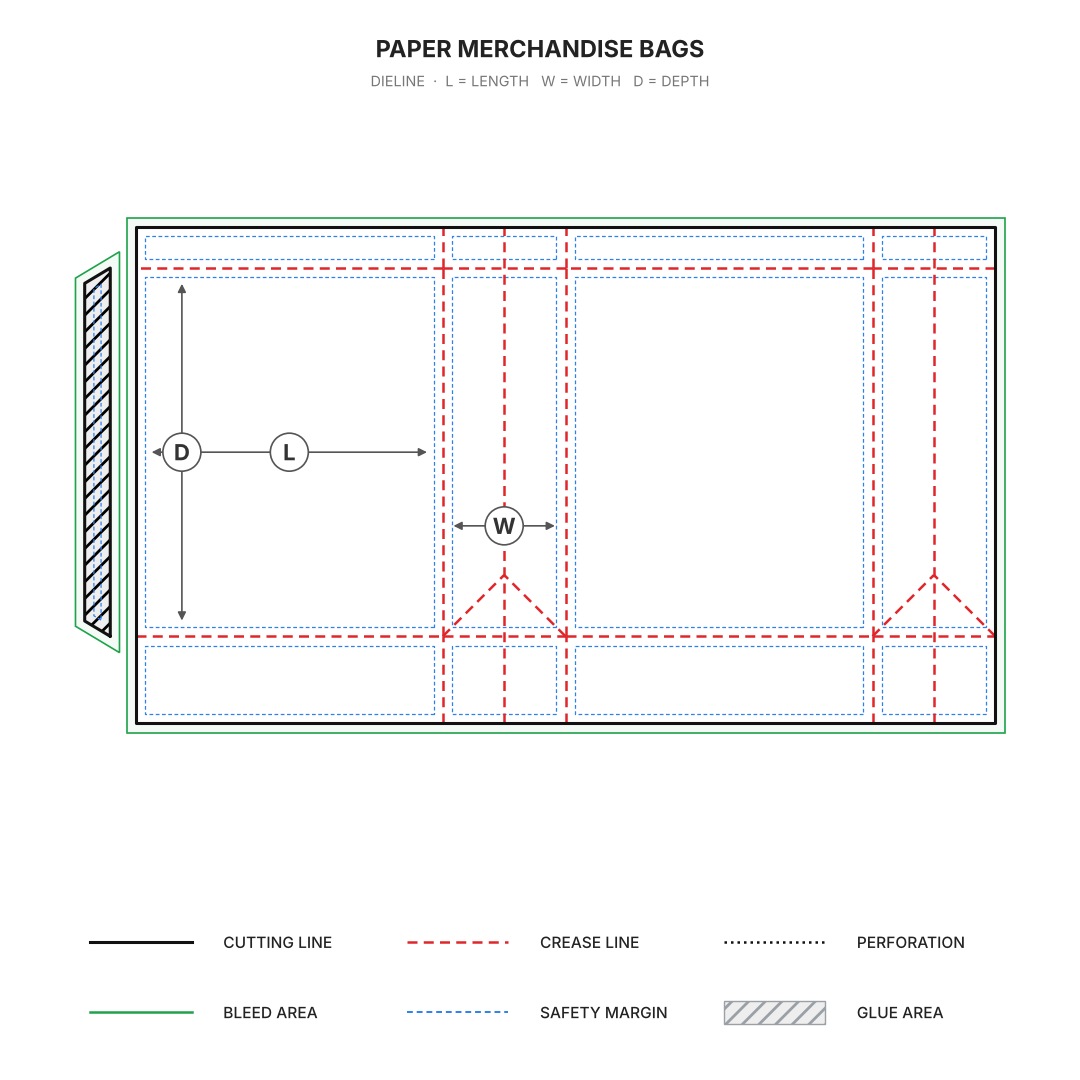 PAPER MERCHANDISE BAGS
DIELINE · L = LENGTH W = WIDTH D = DEPTH
D
L
W
CUTTING LINE
CREASE LINE
PERFORATION
BLEED AREA
SAFETY MARGIN
GLUE AREA